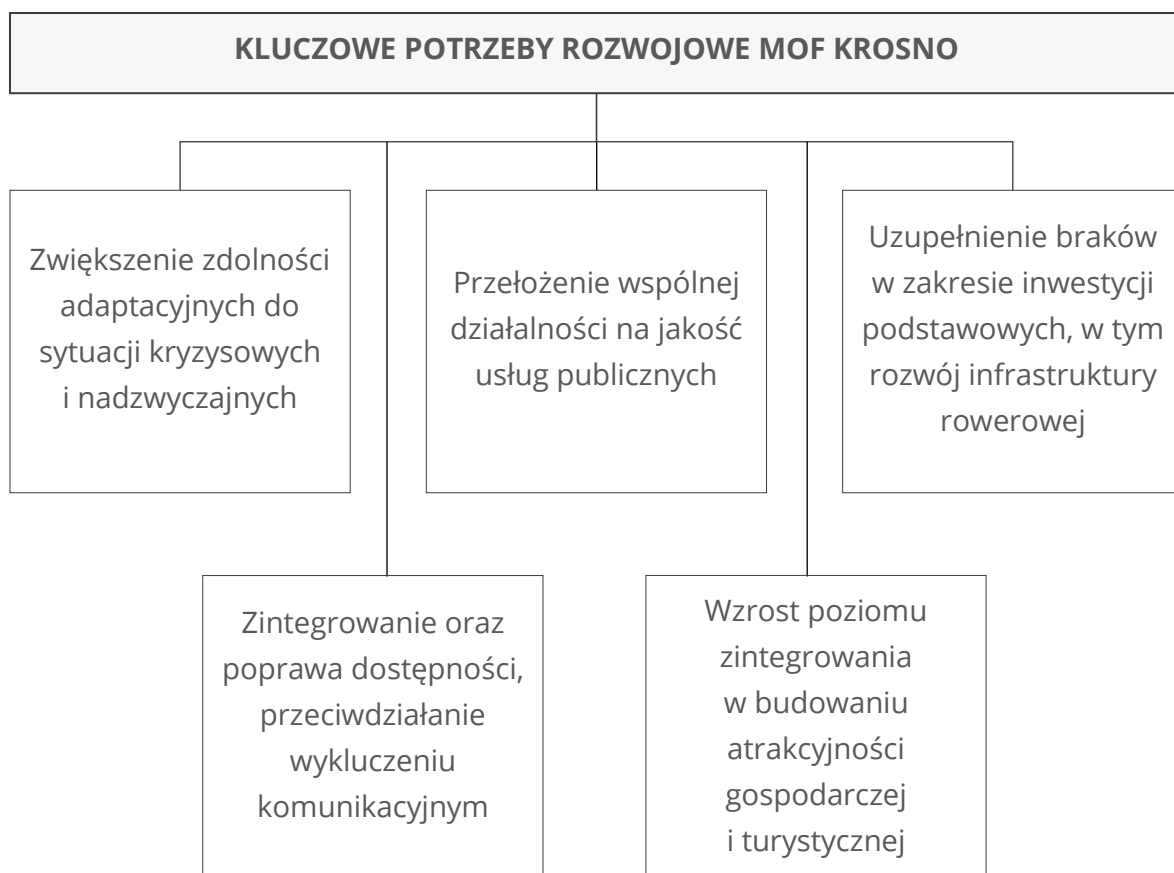 KLUCZOWE POTRZEBY ROZWOJOWE MOF KROSNO
Zwiększenie zdolności
adaptacyjnych do
sytuacji kryzysowych
i nadzwyczajnych
Przełożenie wspólnej
działalności na jakość
usług publicznych
Uzupełnienie braków
w zakresie inwestycji
podstawowych, w tym
rozwój infrastruktury
rowerowej
Zintegrowanie oraz
poprawa dostępności,
przeciwdziałanie
wykluczeniu
komunikacyjnym
Wzrost poziomu
zintegrowania
w budowaniu
atrakcyjności
gospodarczej
i turystycznej